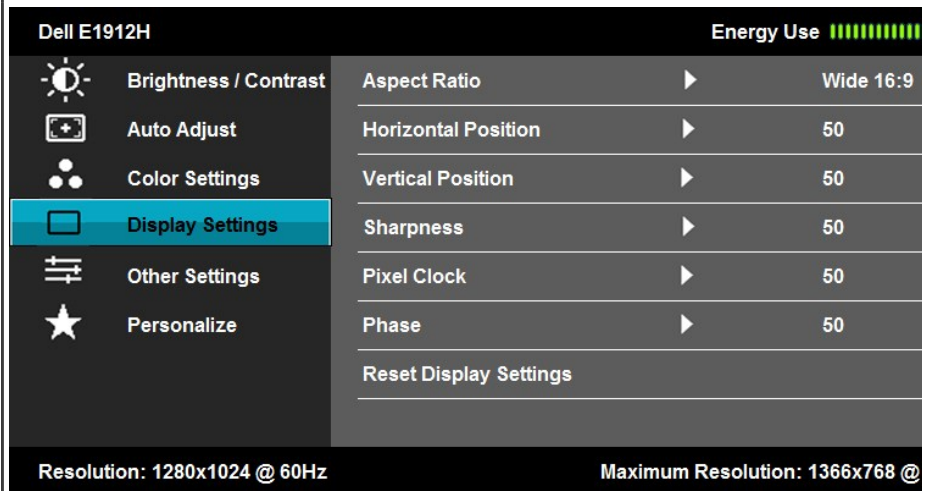 Dell E1912H Energy Use
Brightness / Contrast Aspect Ratio Wide 16:9
Auto Adjust Horizontal Position 50
Color Settings Vertical Position 50
Display Settings Sharpness 50
Other Settings Pixel Clock 50
Personalize Phase 50
Reset Display Settings
Resolution: 1280x1024 @ 60Hz Maximum Resolution: 1366x768 @